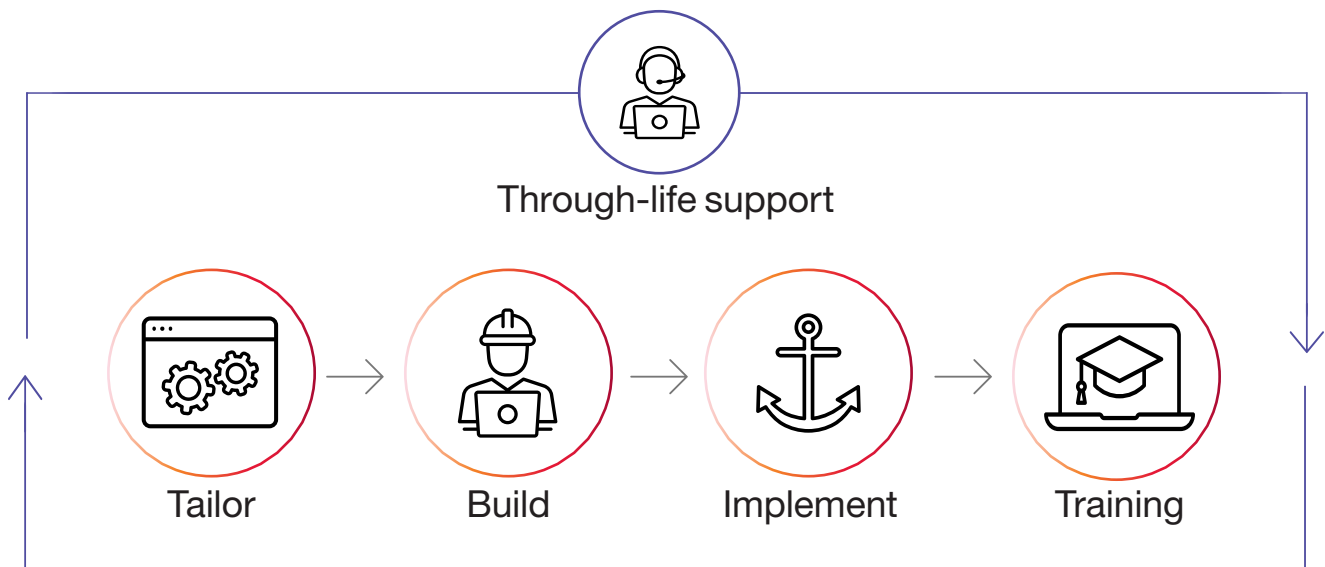 Through-life support
Tailor
Build
Implement
Training